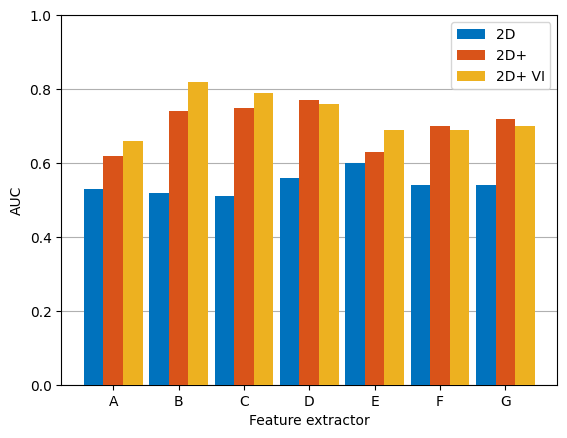 1.0
0.8
0.6
0.4
0.2
0.0
AUC
2D
2D+
2D+ VI
A B C D E F G
Feature extractor